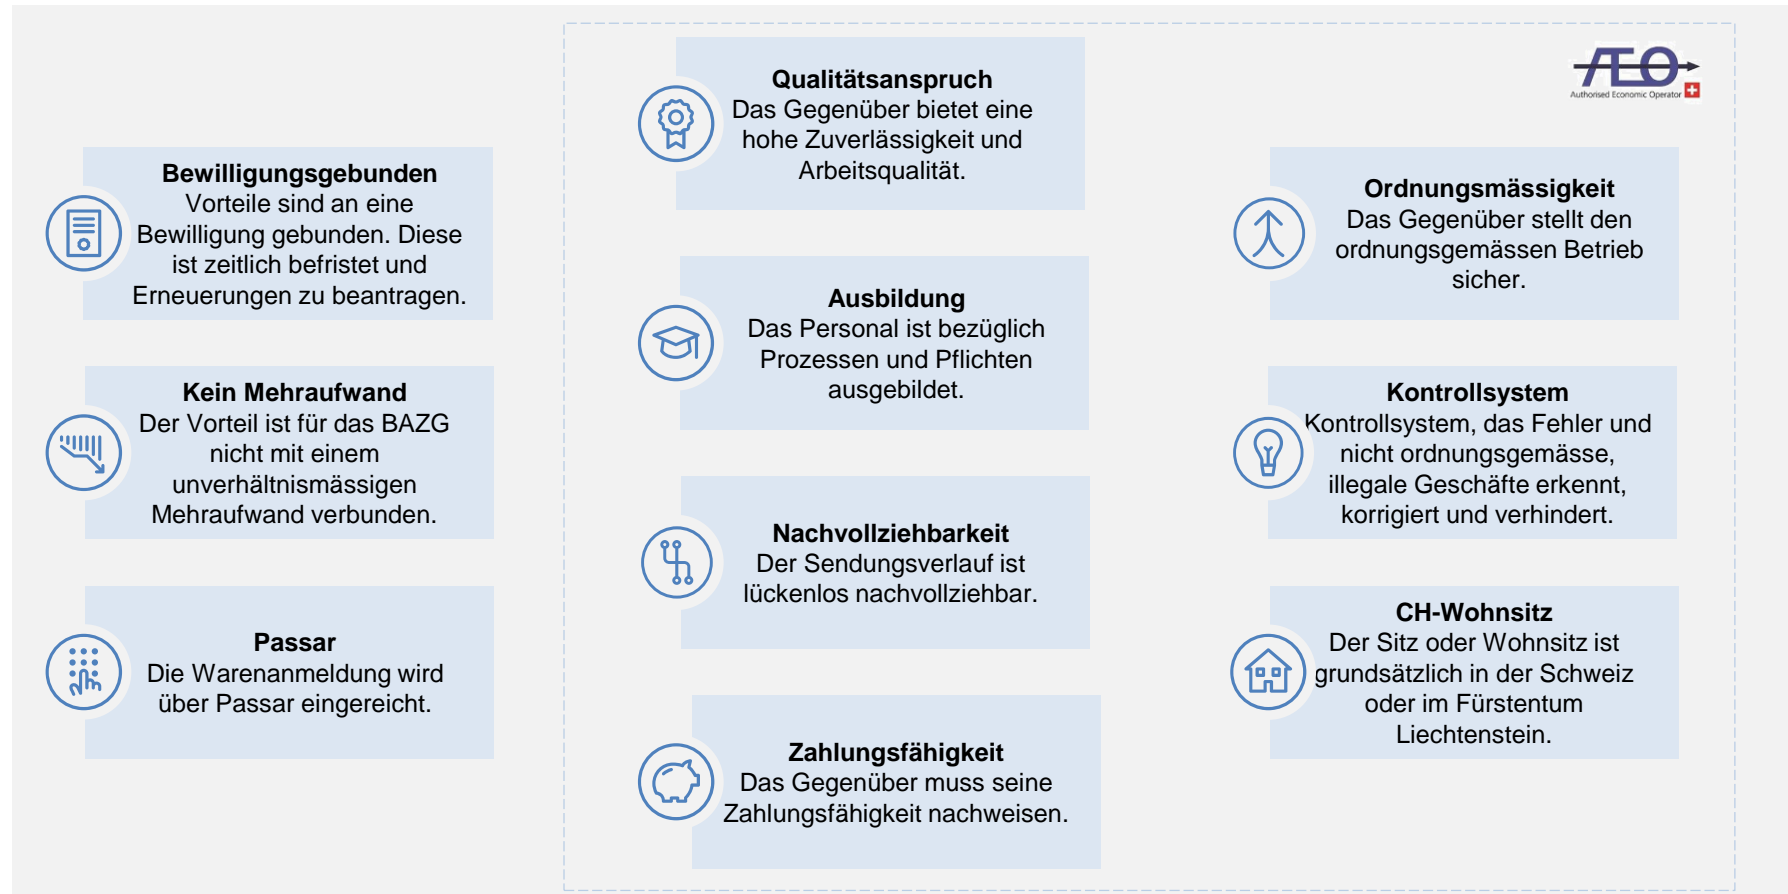 Bewilligungsgebunden
Vorteile sind an eine
Bewilligung gebunden. Diese
ist zeitlich befristet und
Erneuerungen zu beantragen.
Kein Mehraufwand
Der Vorteil ist für das BAZG
nicht mit einem
unverhältnismässigen
Mehraufwand verbunden.
Passar
Die Warenanmeldung wird
über Passar eingereicht.
Qualitätsanspruch
Das Gegenüber bietet eine
hohe Zuverlässigkeit und
Arbeitsqualität.
Ausbildung
Das Personal ist bezüglich
Prozessen und Pflichten
ausgebildet.
Nachvollziehbarkeit
Der Sendungsverlauf ist
lückenlos nachvollziehbar.
Zahlungsfähigkeit
Das Gegenüber muss seine
Zahlungsfähigkeit nachweisen.
AEO
Authorised Economic Operator
Ordnungsmässigkeit
Das Gegenüber stellt den
ordnungsgemässen Betrieb
sicher.
Kontrollsystem
Kontrollsystem, das Fehler und
nicht ordnungsgemässe,
illegale Geschäfte erkennt,
korrigiert und verhindert.
CH-Wohnsitz
Der Sitz oder Wohnsitz ist
grundsätzlich in der Schweiz
oder im Fürstentum
Liechtenstein.